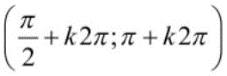 (π/2 + k2π; π + k2π)